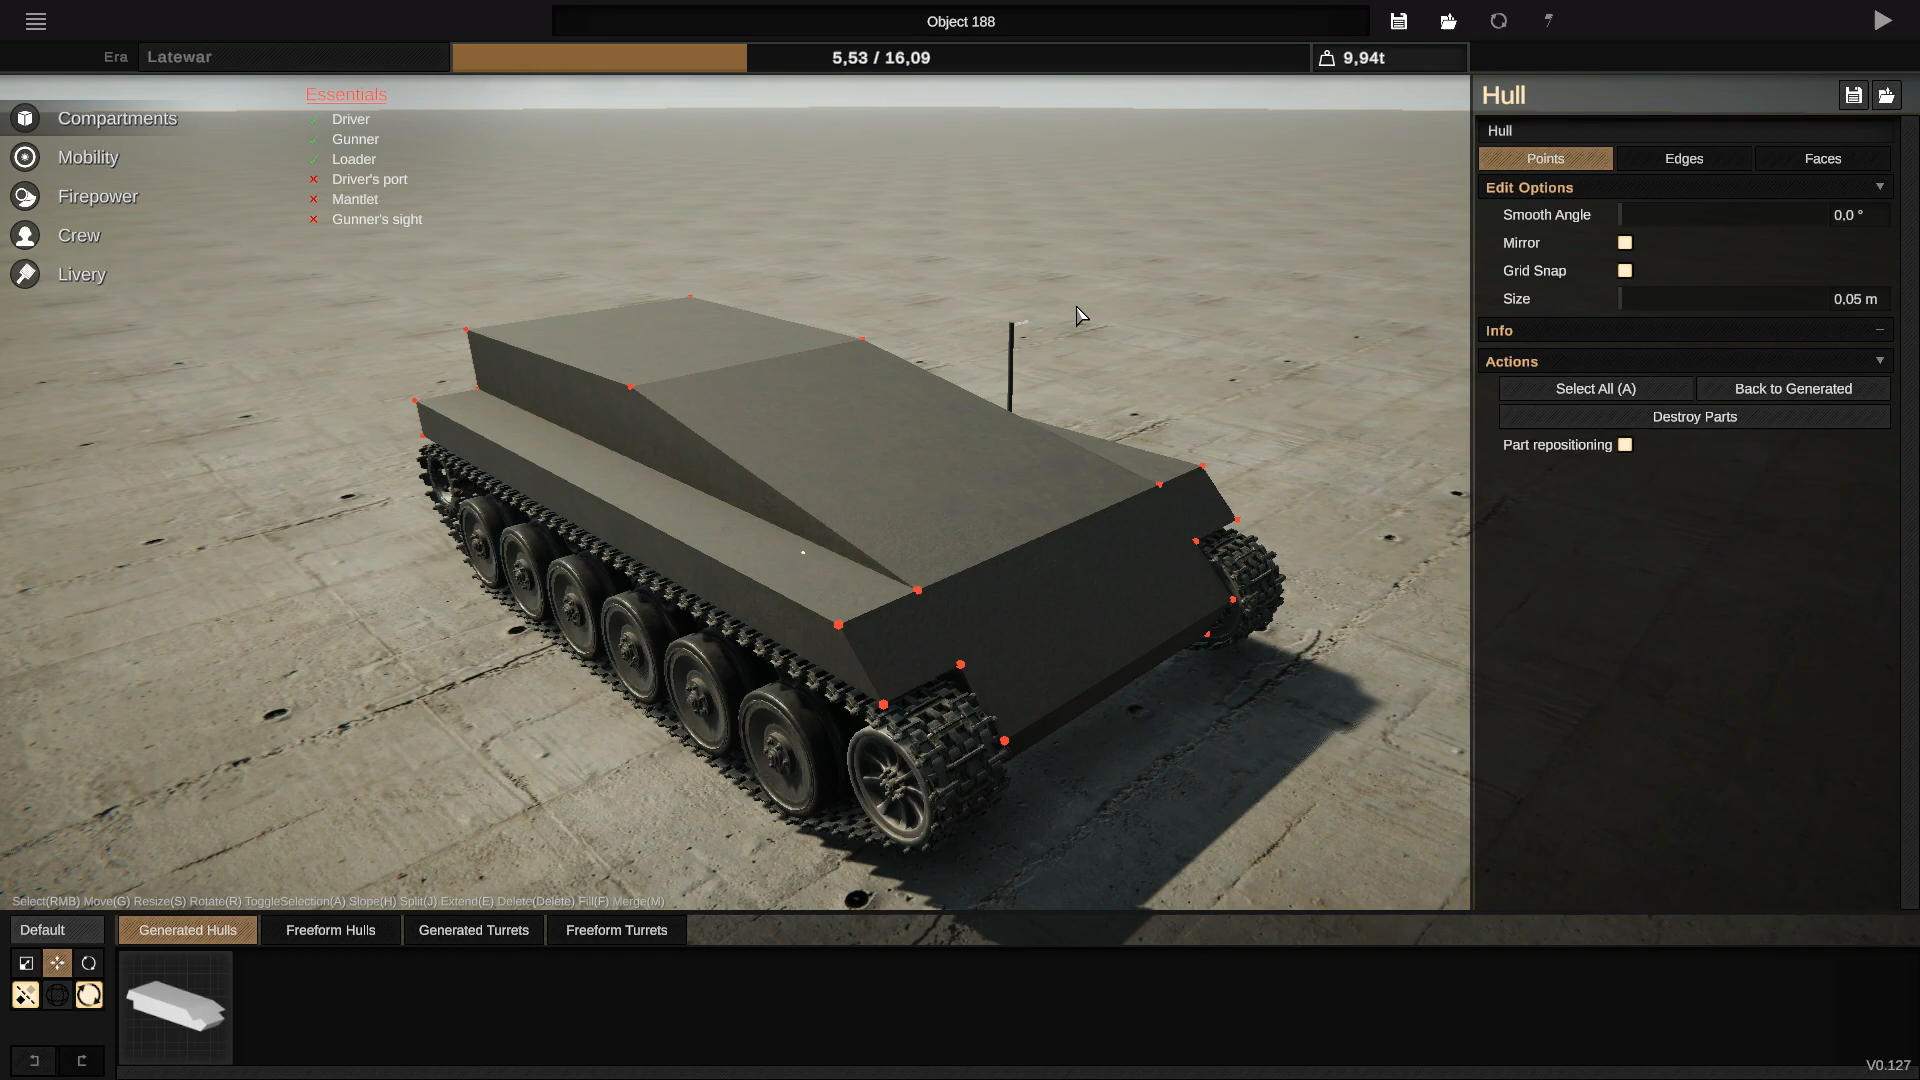 Object 188
Era Latewar 5,53 / 16,09 9,94t
Compartments
Mobility
Firepower
Crew
Livery
Essentials
Driver
Gunner
Loader
Driver's port
Mantlet
Gunner's sight
Hull
Hull
Points Edges Faces
Edit Options
Smooth Angle 0,0 °
Mirror
Grid Snap
Size 0,05 m
Info
Actions
Select All (A) Back to Generated
Destroy Parts
Part repositioning
Select(RMB) Move(G) Resize(S) Rotate(R) ToggleSelection(A) Slope(H) Split(J) Extend(E) Delete(Delete) Fill(F) Merge(M)
Default Generated Hulls Freeform Hulls Generated Turrets Freeform Turrets
V0.127